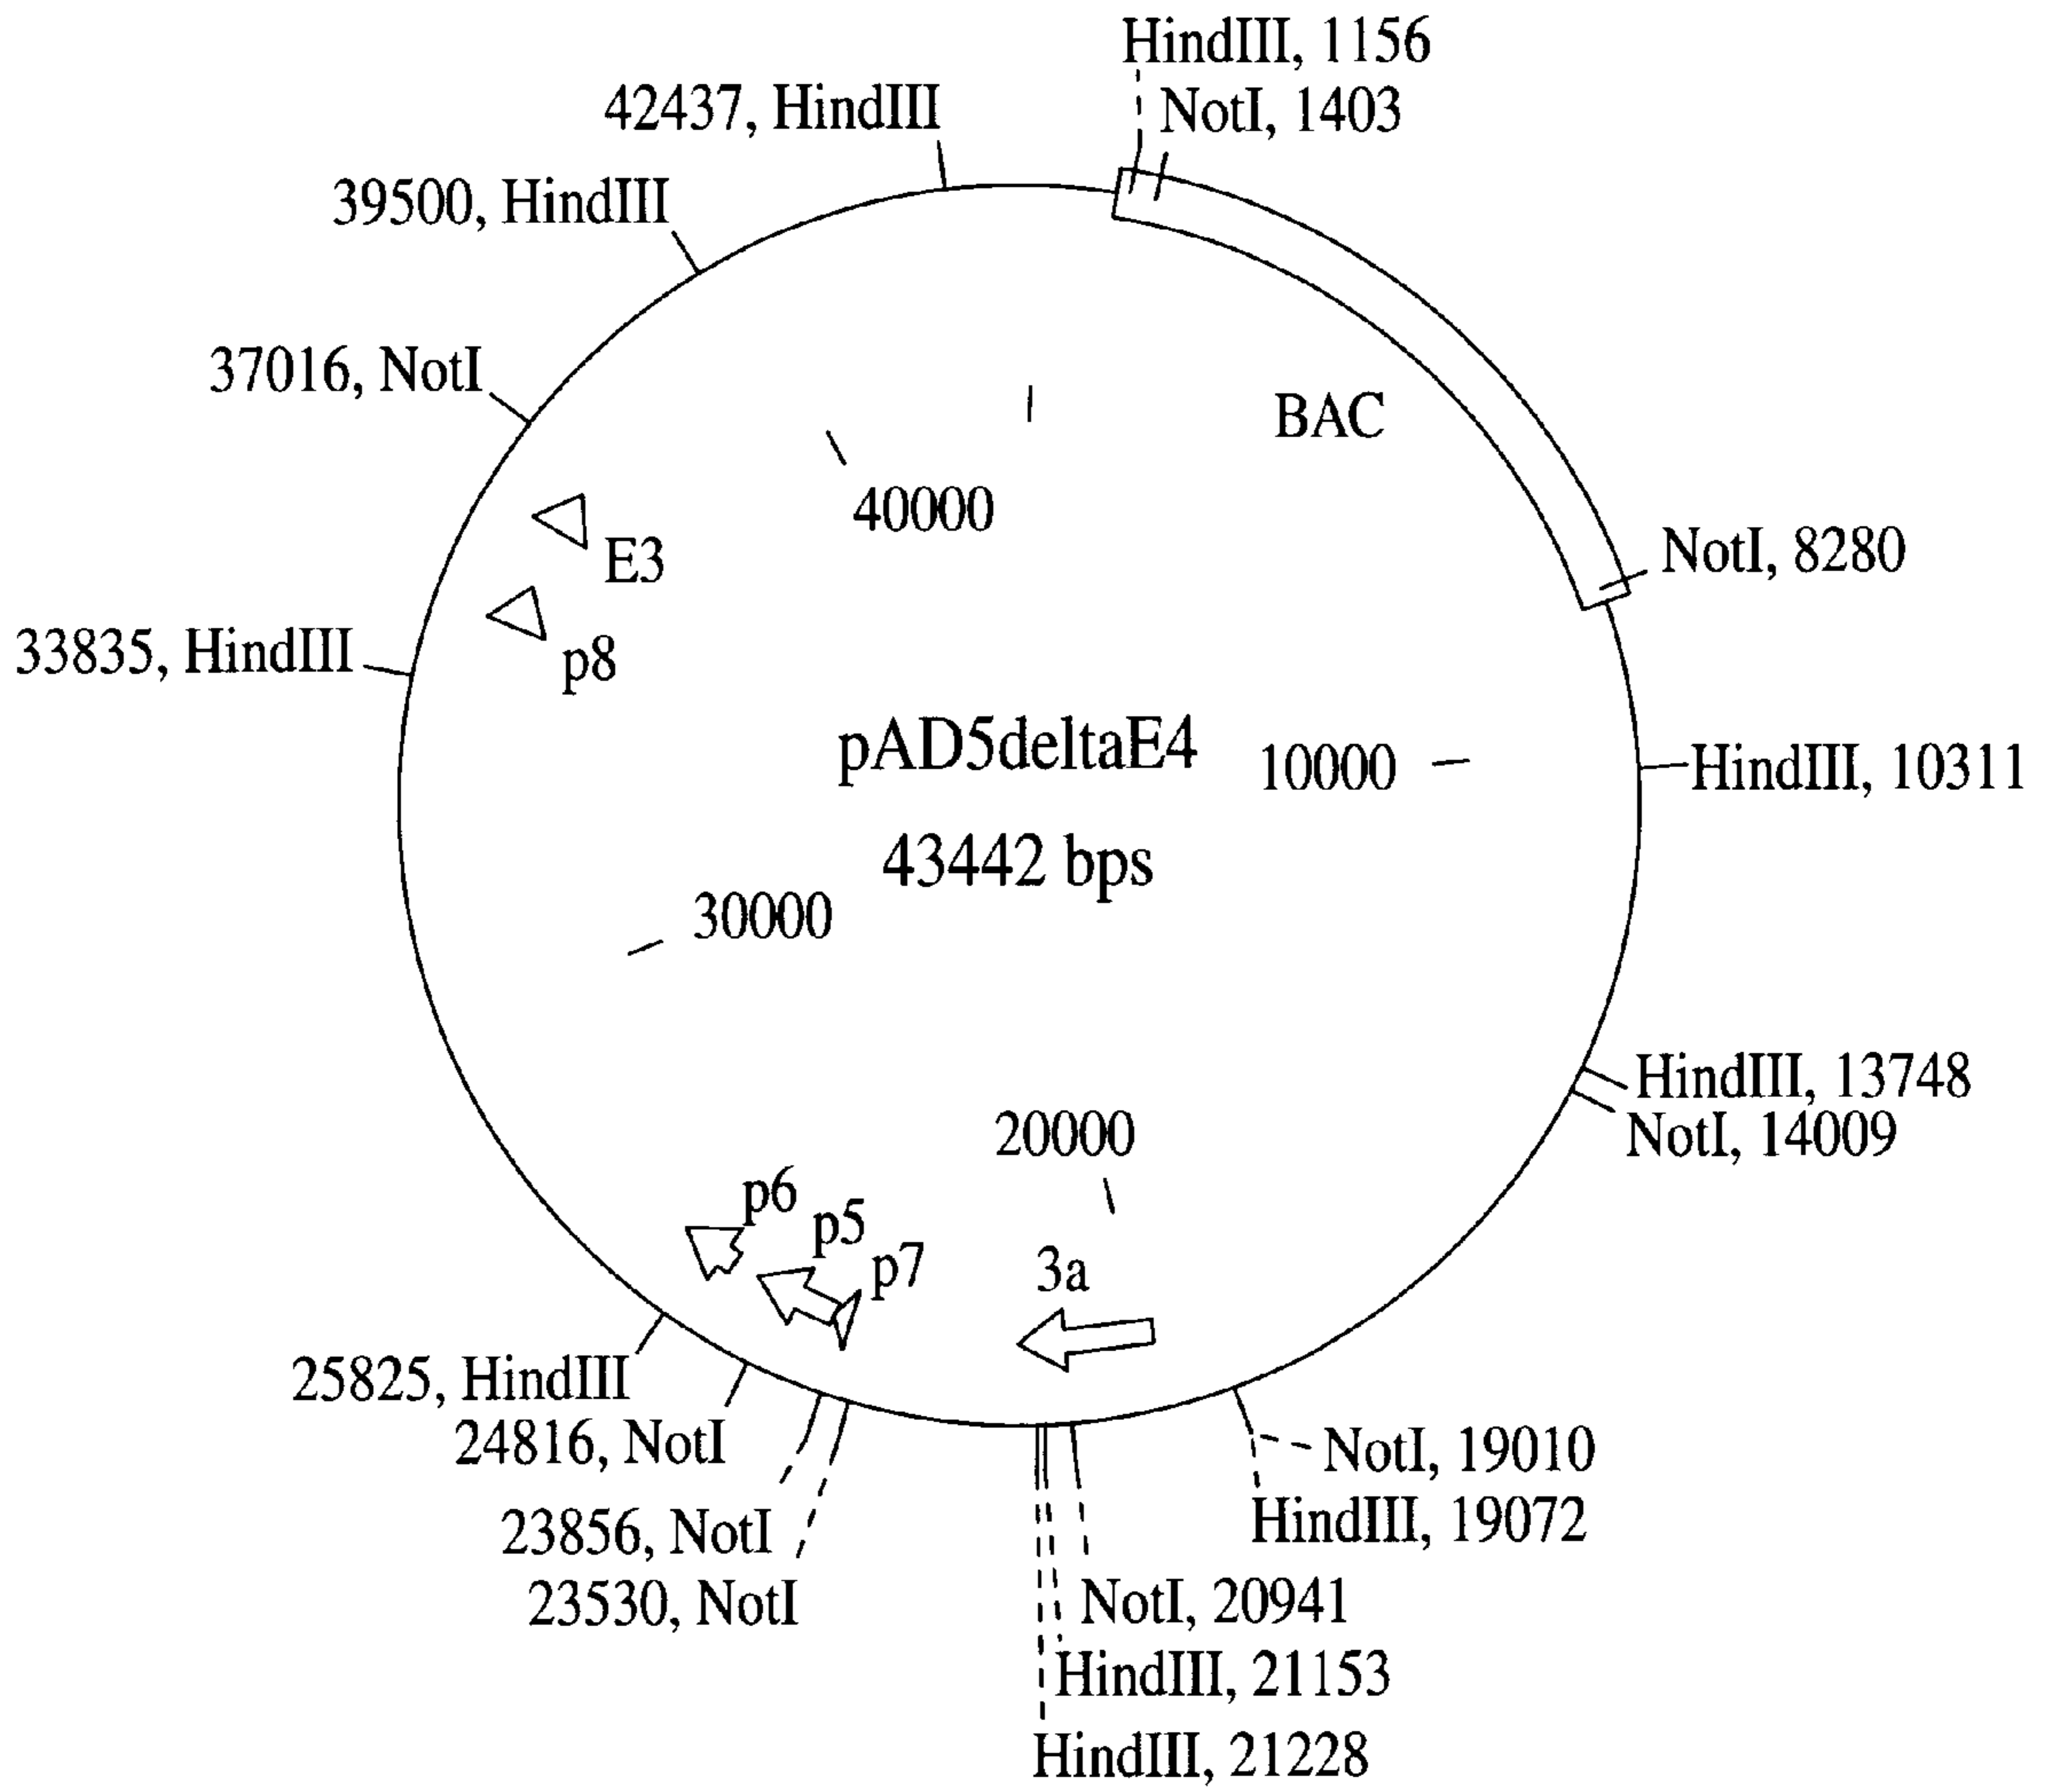 HindIII, 1156
NotI, 1403
42437, HindIII
39500, HindIII
37016, NotI
BAC
40000
NotI, 8280
E3
p8
33835, HindIII
pAD5deltaE4
43442 bps
10000
HindIII, 10311
30000
HindIII, 13748
NotI, 14009
20000
p6
p5
p7
3a
25825, HindIII
24816, NotI
23856, NotI
23530, NotI
NotI, 19010
HindIII, 19072
NotI, 20941
HindIII, 21153
HindIII, 21228